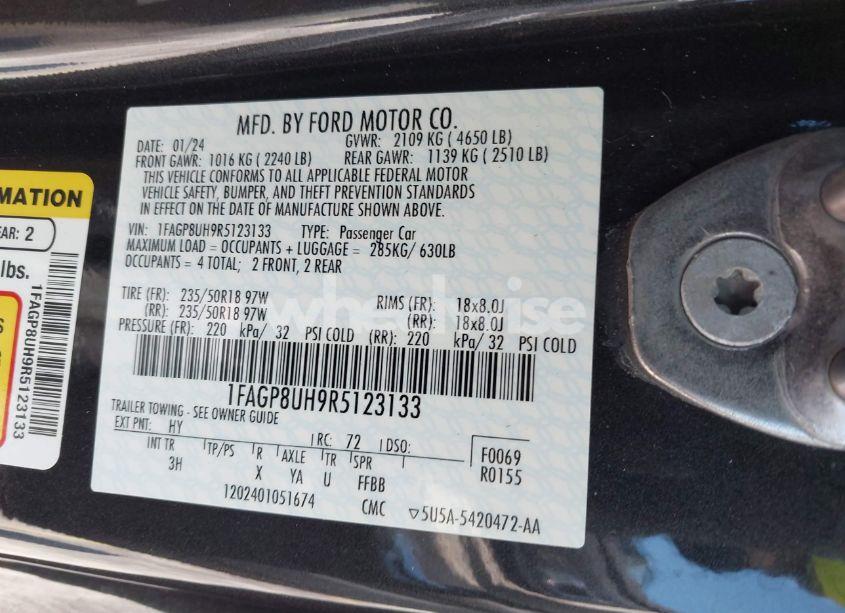 MFD. BY FORD MOTOR CO.
DATE: 01/24 GVWR: 2109 KG ( 4650 LB)
FRONT GAWR: 1016 KG ( 2240 LB) REAR GAWR: 1139 KG ( 2510 LB)
THIS VEHICLE CONFORMS TO ALL APPLICABLE FEDERAL MOTOR
VEHICLE SAFETY, BUMPER, AND THEFT PREVENTION STANDARDS
IN EFFECT ON THE DATE OF MANUFACTURE SHOWN ABOVE.
VIN: 1FAGP8UH9R5123133 TYPE: Passenger Car
MAXIMUM LOAD = OCCUPANTS + LUGGAGE = 285KG/ 630LB
OCCUPANTS = 4 TOTAL; 2 FRONT, 2 REAR
TIRE (FR): 235/50R18 97W RIMS (FR): 18x8.0J
(RR): 235/50R18 97W (RR): 18x8.0J
PRESSURE (FR): 220 kPa/ 32 PSI COLD (RR): 220 kPa/ 32 PSI COLD
1FAGP8UH9R5123133
TRAILER TOWING - SEE OWNER GUIDE
EXT PNT: HY RC: 72 DSO: F0069
INT TR TP/PS R AXLE TR SPR R0155
3H X YA U FFBB
1202401051674 CMC ▽5U5A-5420472-AA
MATION
EAR: 2
lbs.
1FAGP8UH9R5123133